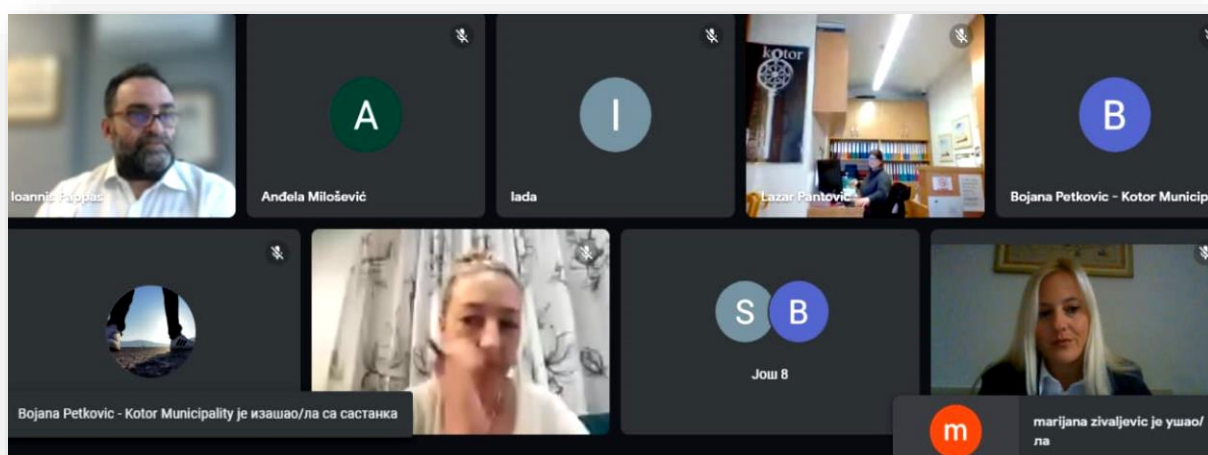 A
I
kotor
B
Ioannis Pappas
Anđela Milošević
lada
Lazar Pantovic
Bojana Petkovic - Kotor Municip
S B
Још 8
Bojana Petkovic - Kotor Municipality је изашао/ла са састанка
m
marijana zivaljevic је ушао/
ла